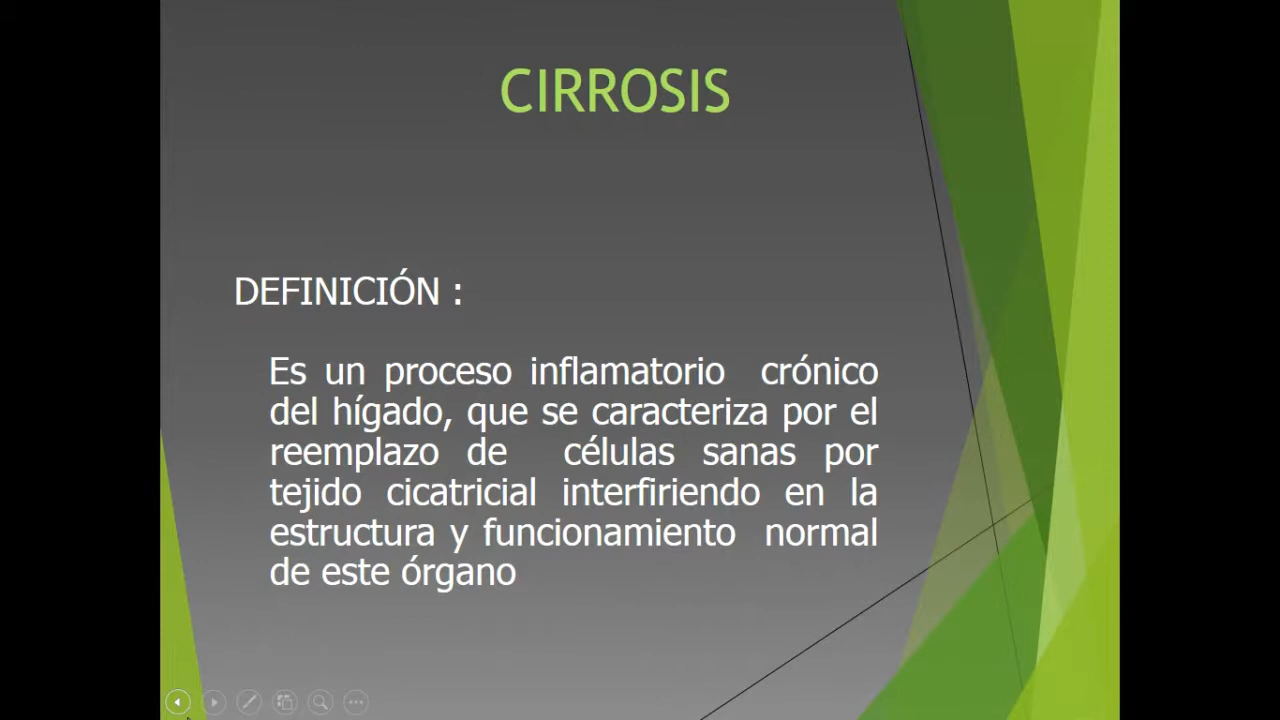 CIRROSIS
DEFINICIÓN :
Es un proceso inflamatorio crónico
del hígado, que se caracteriza por el
reemplazo de células sanas por
tejido cicatricial interfiriendo en la
estructura y funcionamiento normal
de este órgano